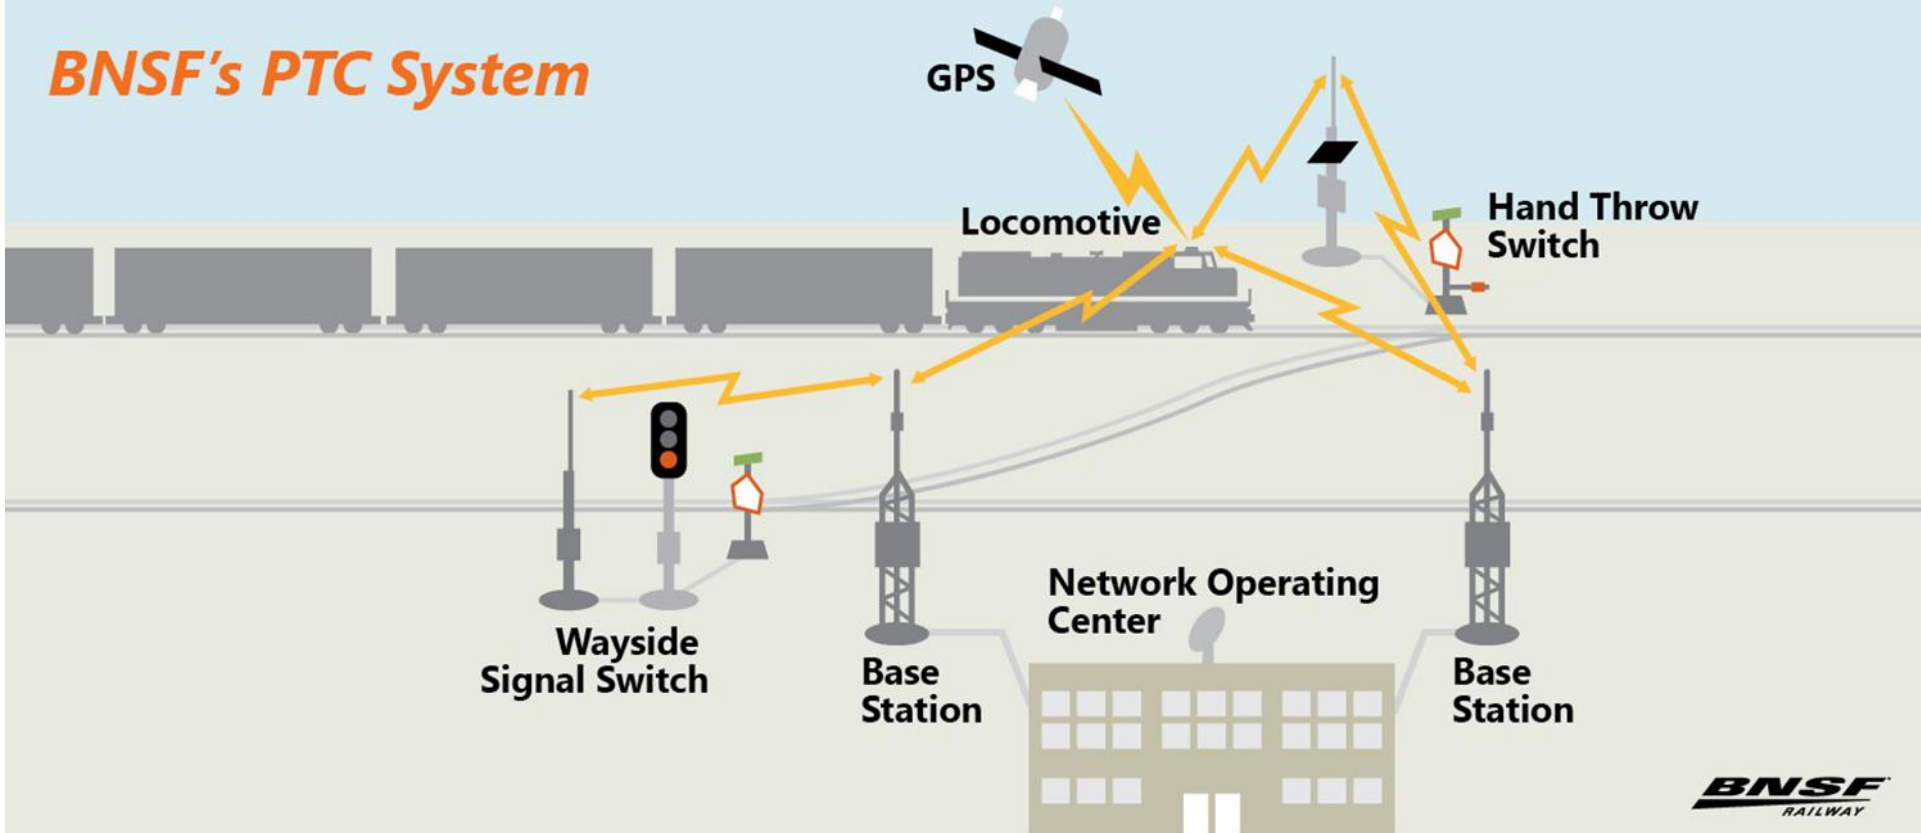 BNSF's PTC System
GPS
Locomotive
Hand Throw
Switch
Wayside
Signal Switch
Base
Station
Network Operating
Center
Base
Station
BNSF
RAILWAY